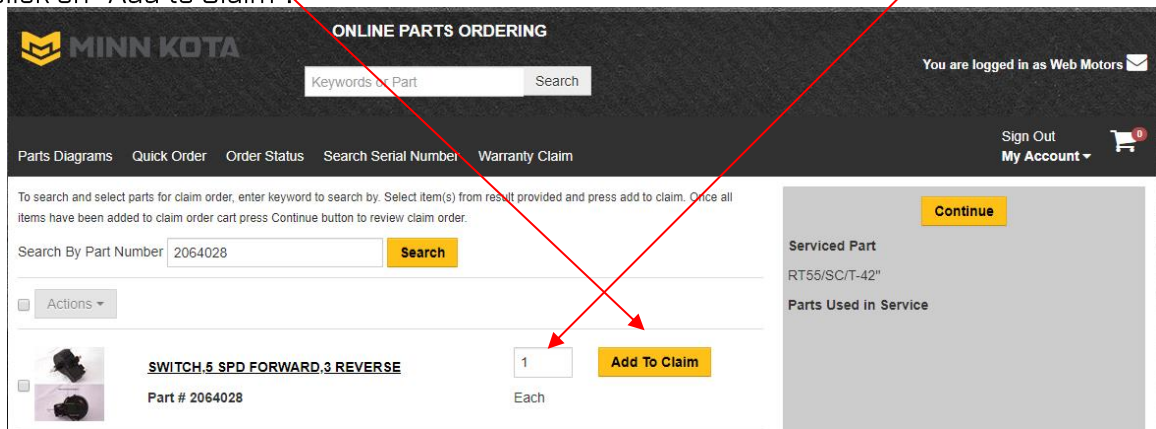 click on "Add to Claim".
MINN KOTA
ONLINE PARTS ORDERING
Keywords or Part
Search
You are logged in as Web Motors
Parts Diagrams Quick Order Order Status Search Serial Number Warranty Claim
Sign Out
My Account
0
To search and select parts for claim order, enter keyword to search by. Select item(s) from result provided and press add to claim. Once all
items have been added to claim order cart press Continue button to review claim order.
Search By Part Number 2064028 Search
Actions
SWITCH,5 SPD FORWARD,3 REVERSE
Part # 2064028
1
Each
Add To Claim
Continue
Serviced Part
RT55/SC/T-42"
Parts Used in Service